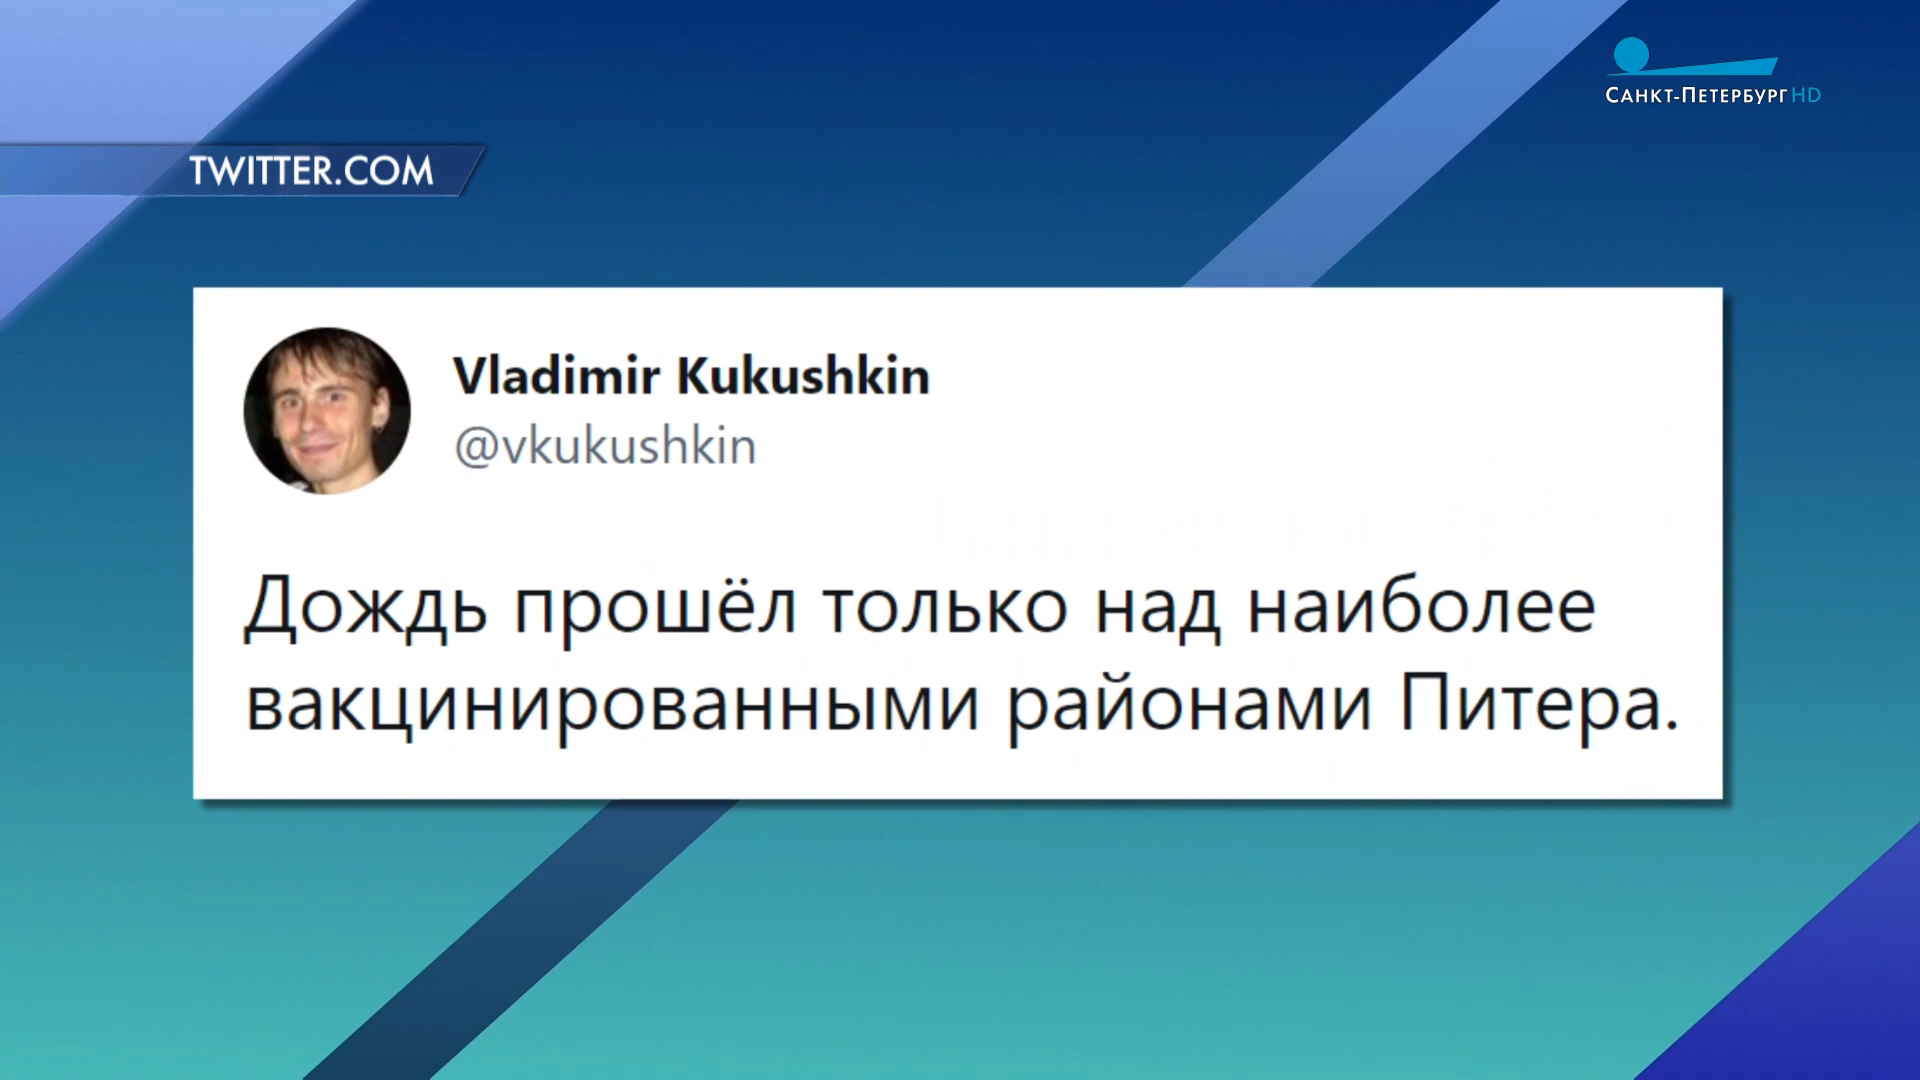 САНКТ-ПЕТЕРБУРГ HD
TWITTER.COM
Vladimir Kukushkin
@vkukushkin
Дождь прошёл только над наиболее
вакцинированными районами Питера.